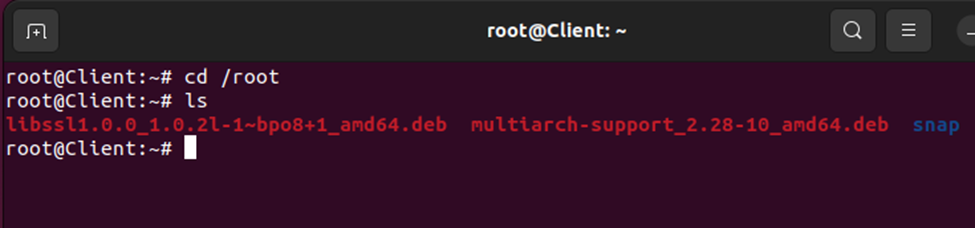 root@Client: ~
root@Client:~# cd /root
root@Client:~# ls
libssl1.0.0_1.0.2l-1~bpo8+1_amd64.deb  multiarch-support_2.28-10_amd64.deb  snap
root@Client:~#